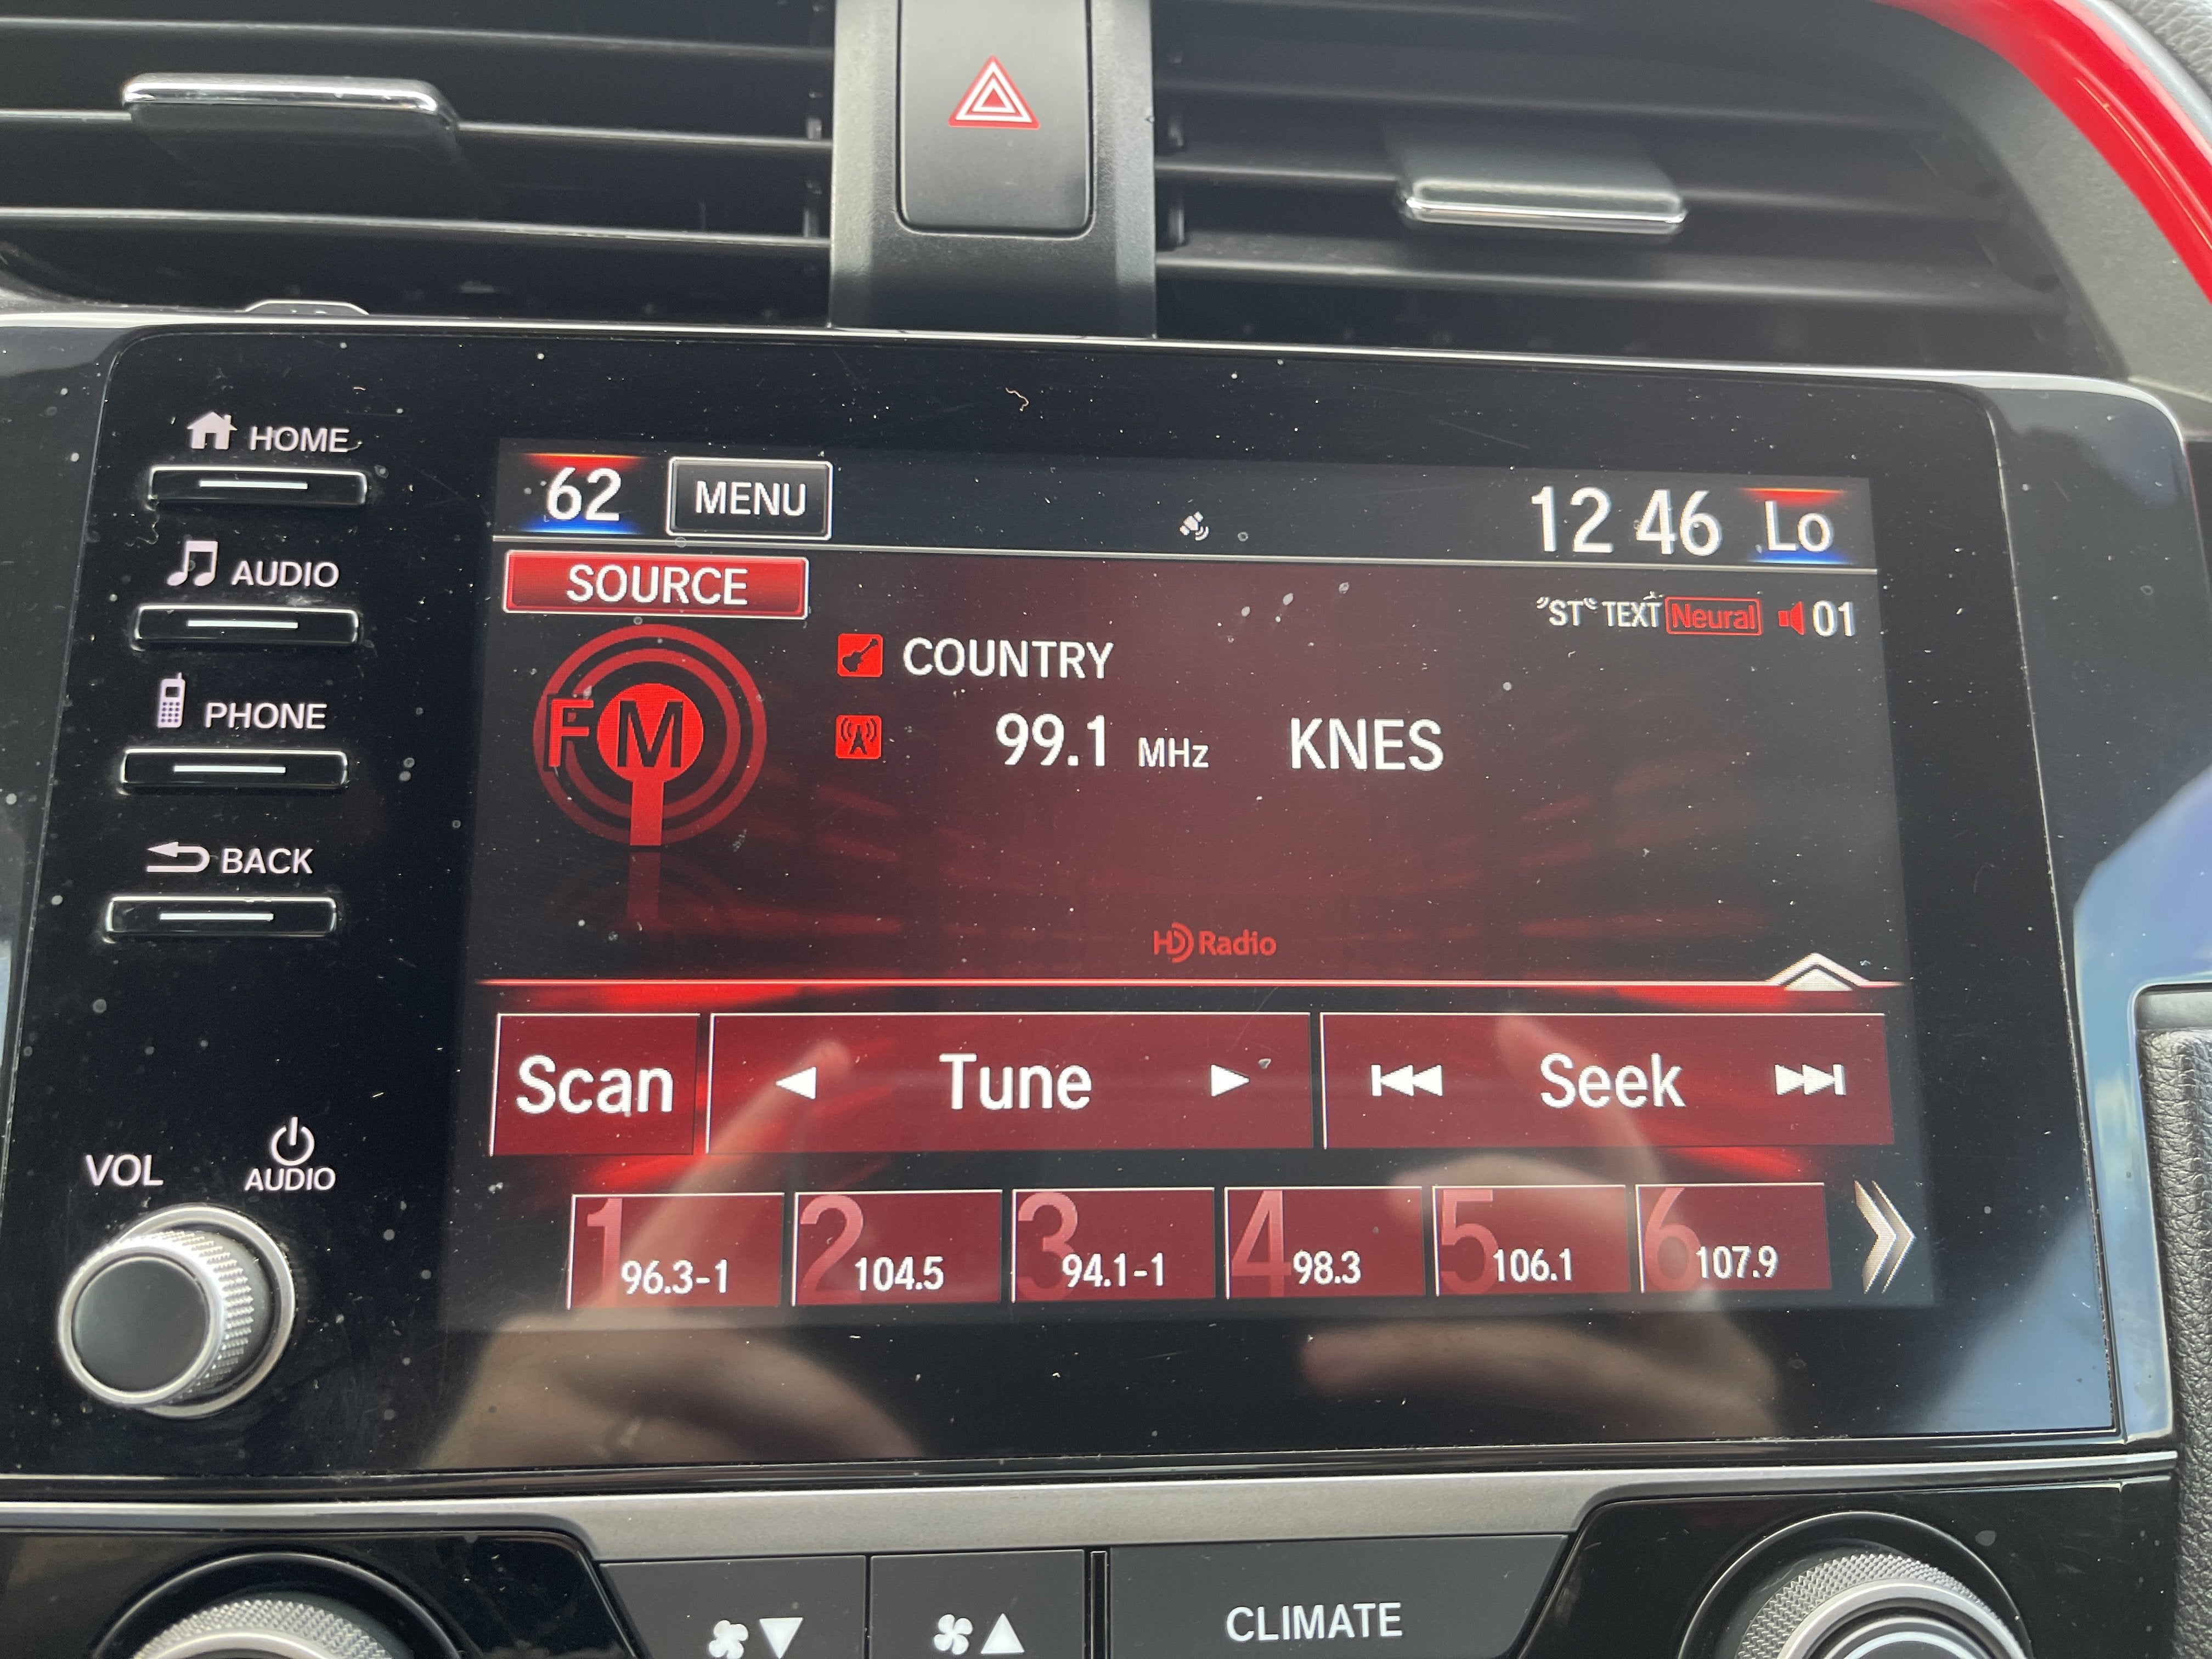 HOME
AUDIO
PHONE
BACK
VOL AUDIO
62 MENU 12 46 Lo
SOURCE
"ST" TEXT Neural 01
FM
COUNTRY
99.1 MHz KNES
HD Radio
Scan Tune Seek
1 96.3-1 2 104.5 3 94.1-1 4 98.3 5 106.1 6 107.9
CLIMATE